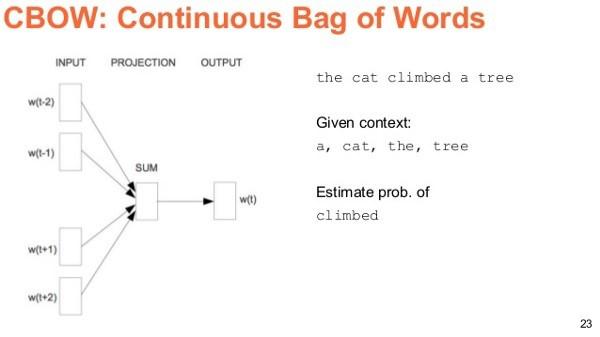 CBOW: Continuous Bag of Words
INPUT PROJECTION OUTPUT
w(t-2)
w(t-1)
SUM
w(t)
w(t+1)
w(t+2)
the cat climbed a tree
Given context:
a, cat, the, tree
Estimate prob. of
climbed
23